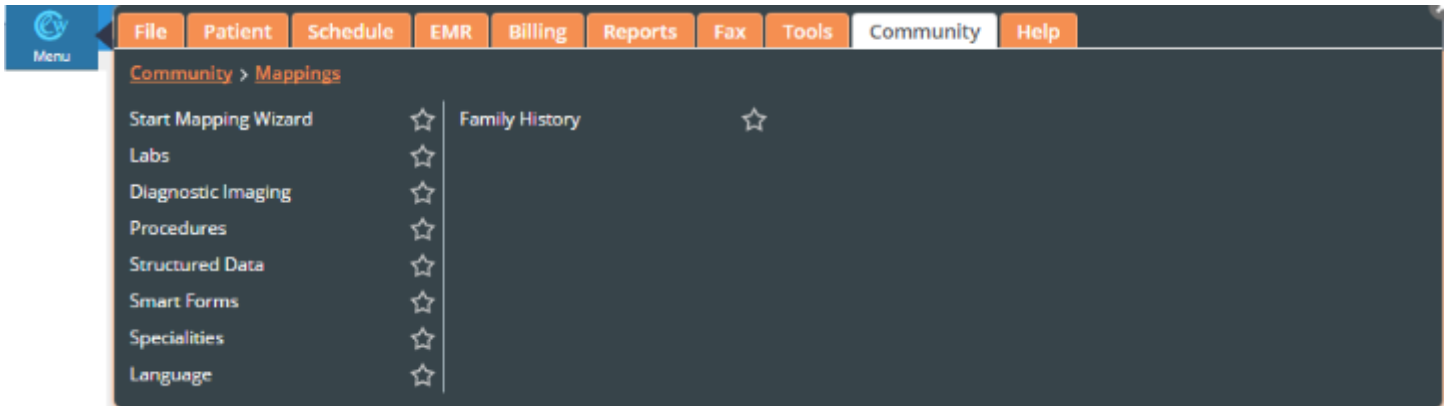 File Patient Schedule EMR Billing Reports Fax Tools Community Help
Menu
Community > Mappings
Start Mapping Wizard
Labs
Diagnostic Imaging
Procedures
Structured Data
Smart Forms
Specialities
Language
Family History